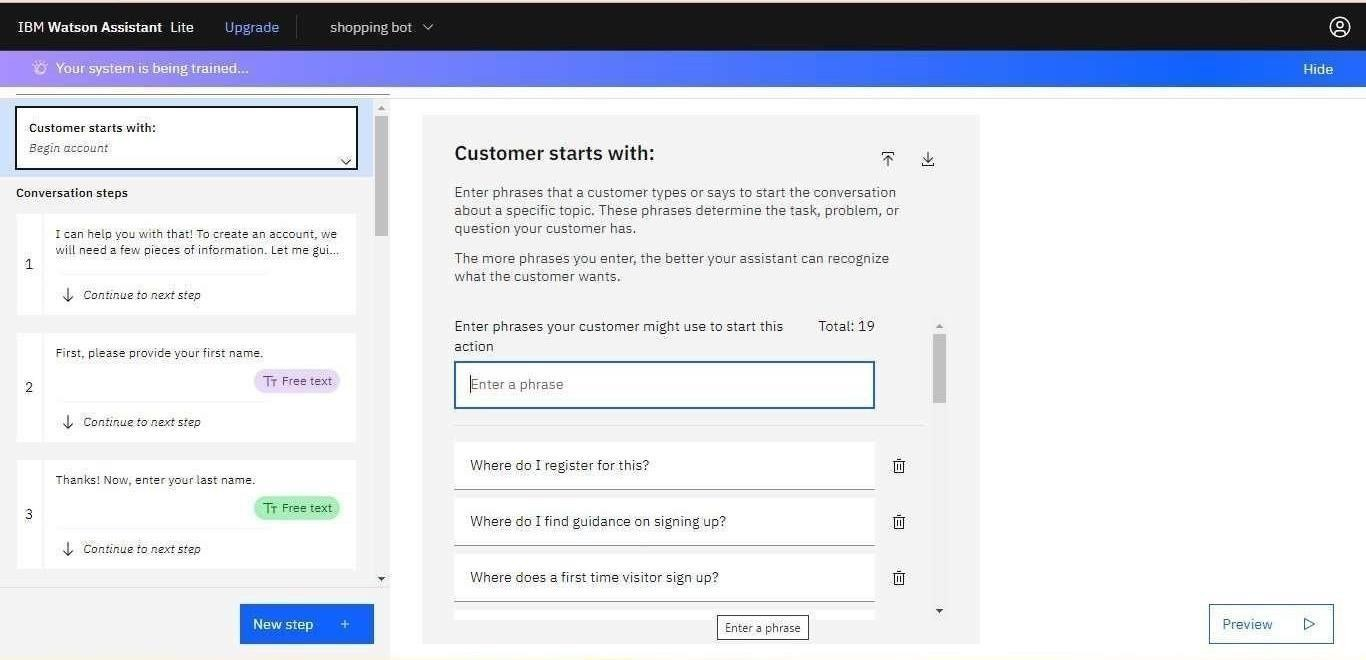 IBM Watson Assistant Lite Upgrade shopping bot
Your system is being trained... Hide
Customer starts with:
Begin account
Conversation steps
1
I can help you with that! To create an account, we
will need a few pieces of information. Let me gui...
Continue to next step
2
First, please provide your first name.
Free text
Continue to next step
3
Thanks! Now, enter your last name.
Free text
Continue to next step
New step +
Customer starts with:
Enter phrases that a customer types or says to start the conversation
about a specific topic. These phrases determine the task, problem, or
question your customer has.
The more phrases you enter, the better your assistant can recognize
what the customer wants.
Enter phrases your customer might use to start this
action
Total: 19
Enter a phrase
Where do I register for this?
Where do I find guidance on signing up?
Where does a first time visitor sign up?
Enter a phrase
Preview